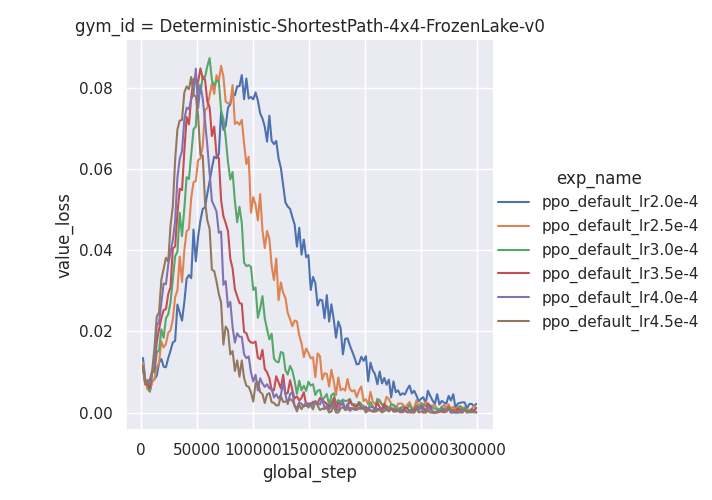 gym_id = Deterministic-ShortestPath-4x4-FrozenLake-v0
0.08
0.06
0.04
0.02
0.00
value_loss
0 50000 100000 150000 200000 250000 300000
global_step
exp_name
ppo_default_lr2.0e-4
ppo_default_lr2.5e-4
ppo_default_lr3.0e-4
ppo_default_lr3.5e-4
ppo_default_lr4.0e-4
ppo_default_lr4.5e-4